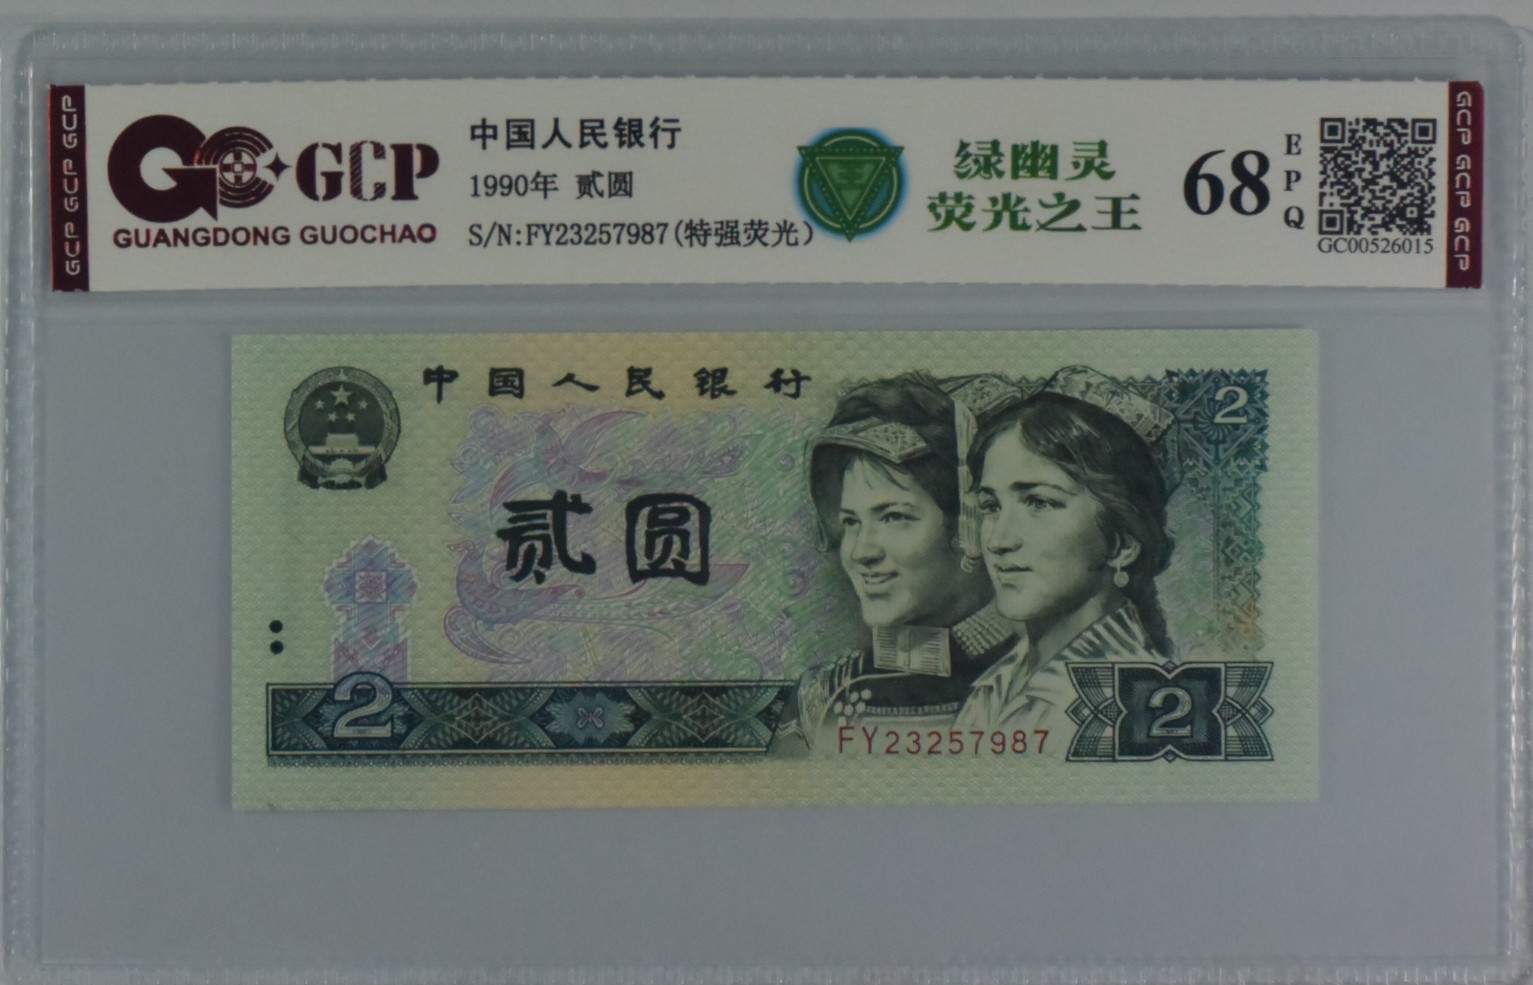 GCP GCP GCP
GCP
GUANGDONG GUOCHAO
中国人民银行
1990年 贰圆
S/N:FY23257987(特强荧光)
王
绿幽灵
荧光之王
68
EPQ
GC00526015
GCP GCP GCP
中国人民银行
2
贰圆
2
FY23257987
2